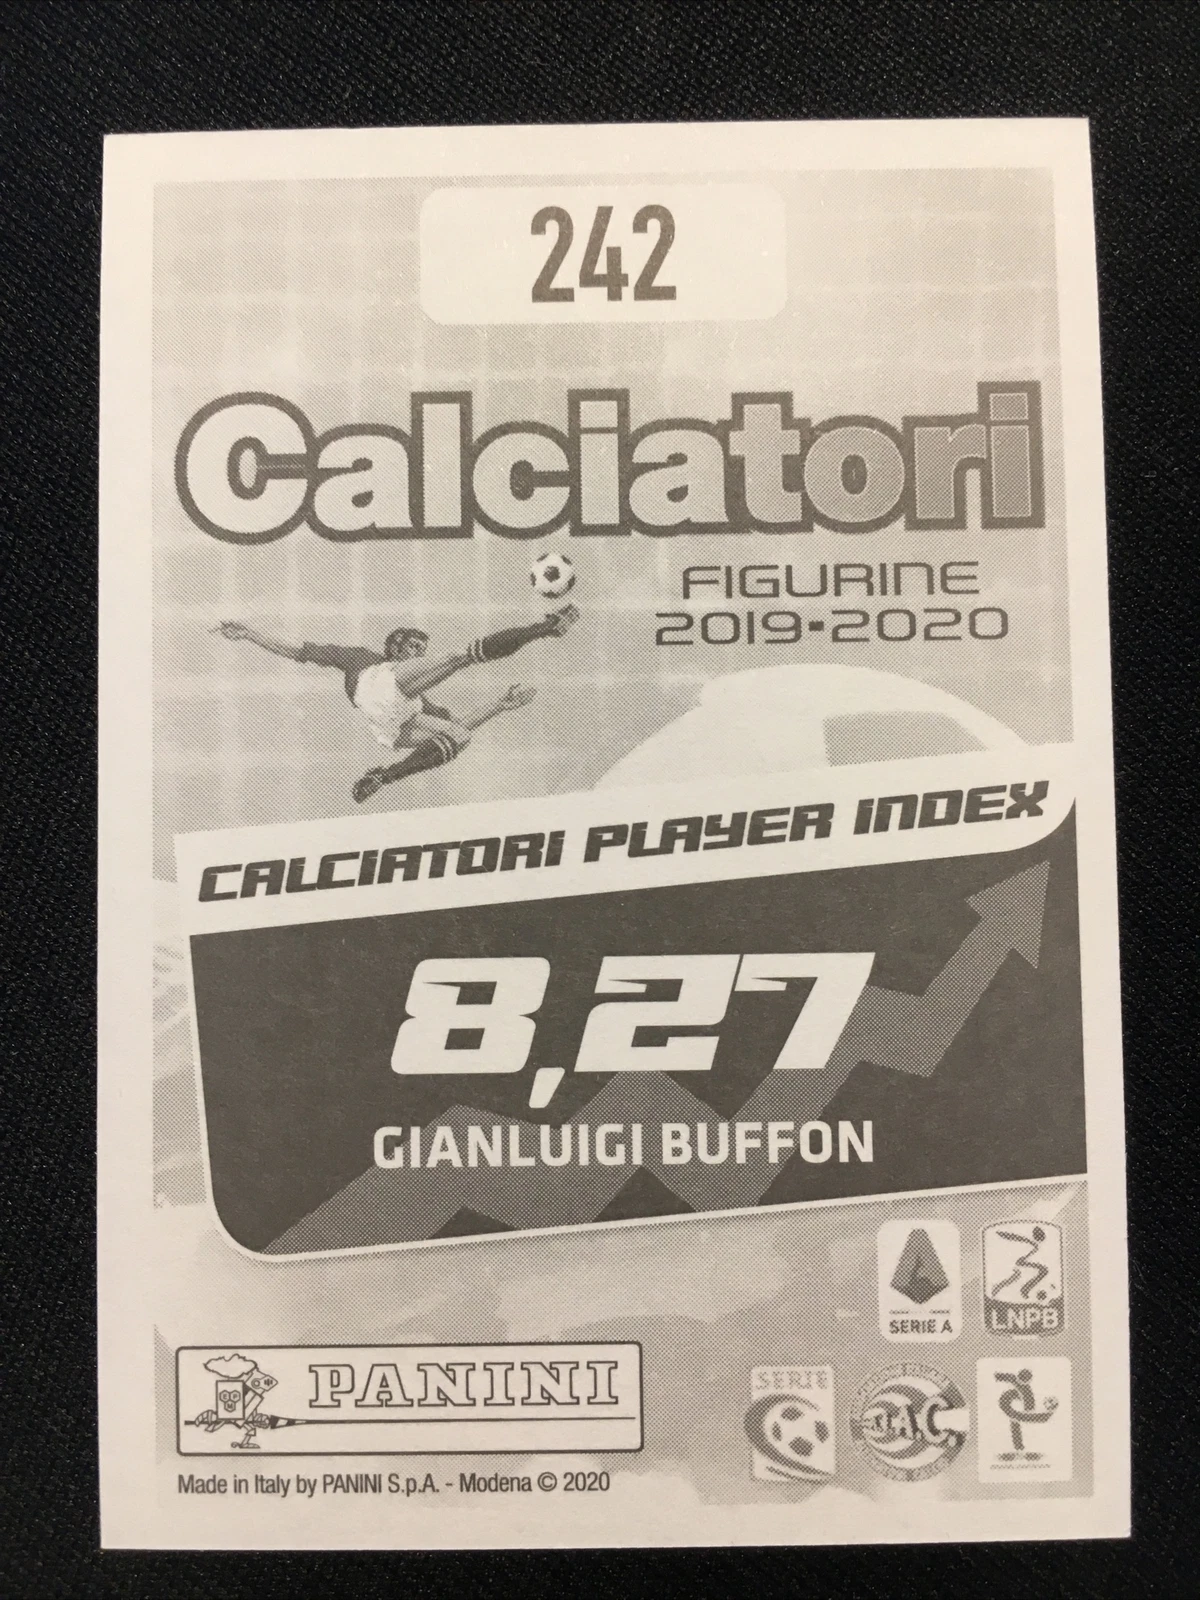 242
Calciatori
FIGURINE
2019-2020
CALCIATORI PLAYER INDEX
8,27
GIANLUIGI BUFFON
SERIE A
LNPB
PANINI
SERIE
A.I.A.C.
Made in Italy by PANINI S.p.A. - Modena © 2020